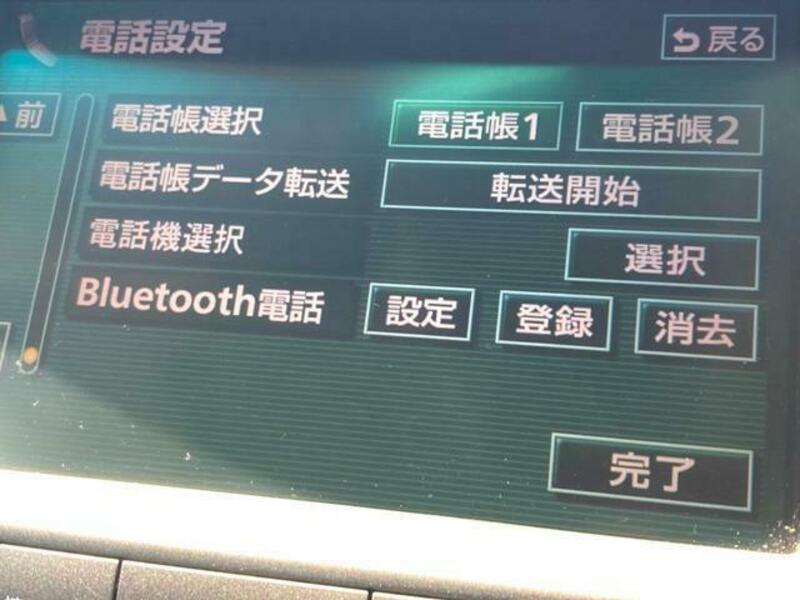 電話設定 戻る
前
電話帳選択 電話帳1 電話帳2
電話帳データ転送 転送開始
電話機選択 選択
Bluetooth電話 設定 登録 消去
完了